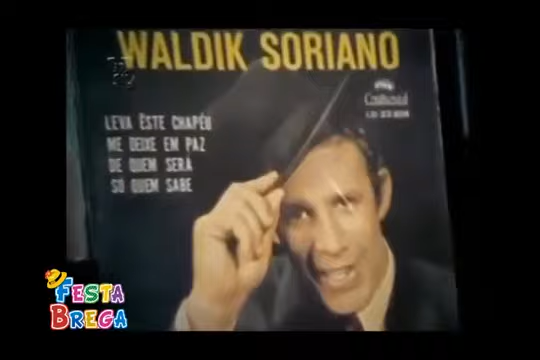 WALDIK SORIANO
Continental
LEVA ÊSTE CHAPÉU
ME DEIXE EM PAZ
DE QUEM SERÁ
SÓ QUEM SABE
FESTA
BREGA